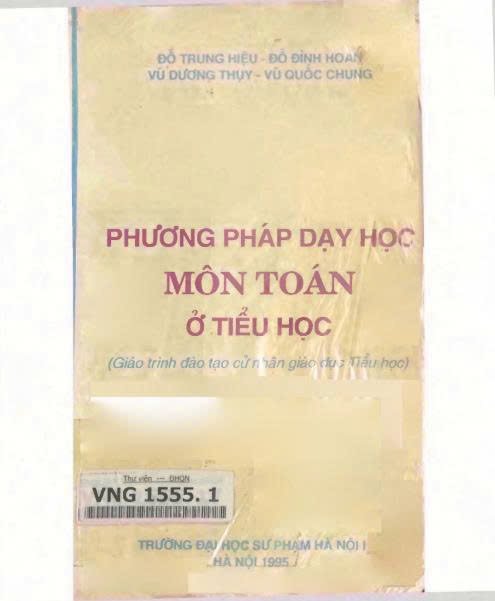 ĐỖ TRUNG HIỆU - ĐỖ ĐÌNH HOAN
VŨ DƯƠNG THỤY - VŨ QUỐC CHUNG
PHƯƠNG PHÁP DẠY HỌC
MÔN TOÁN
Ở TIỂU HỌC
(Giáo trình đào tạo cử nhân giáo dục Tiểu học)
Thư viện --- ĐHQN
VNG 1555. 1
TRƯỜNG ĐẠI HỌC SƯ PHẠM HÀ NỘI I
HÀ NỘI 1995